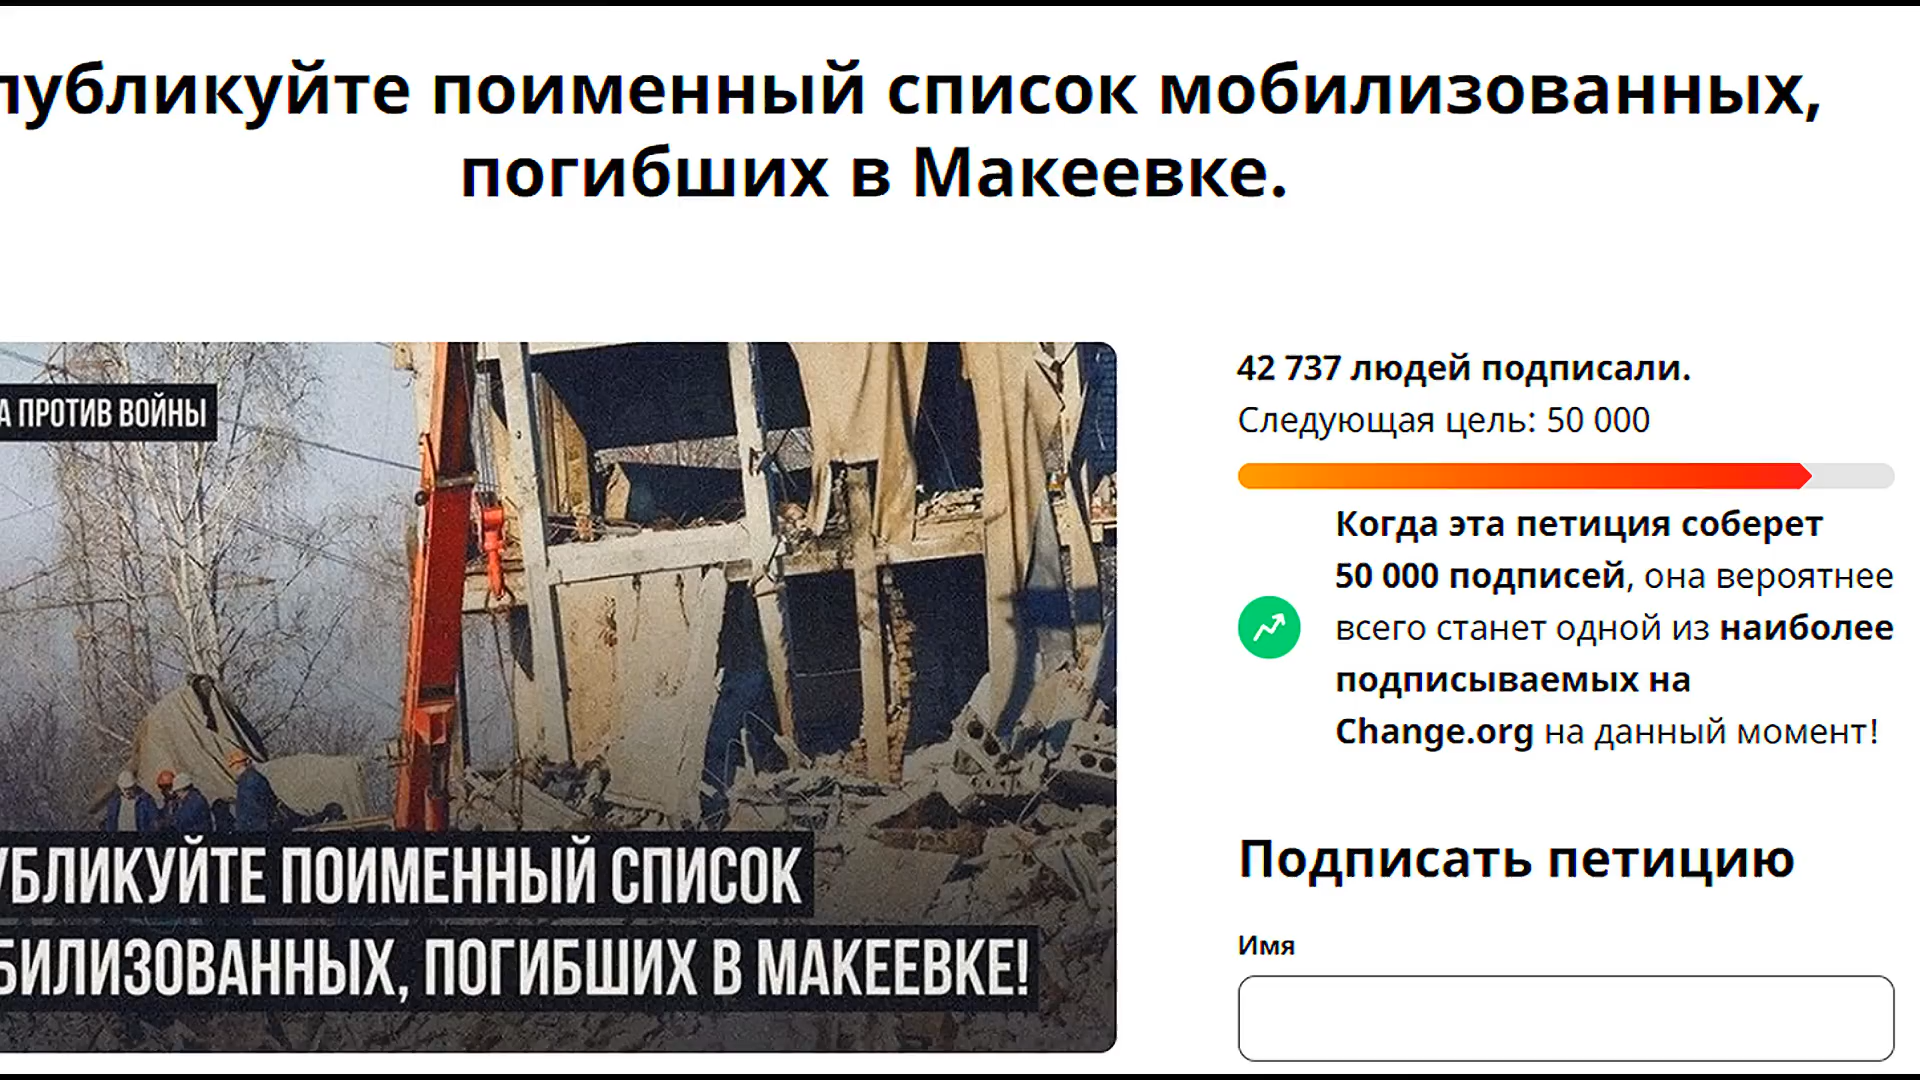 публикуйте поименный список мобилизованных,
погибших в Макеевке.
А ПРОТИВ ВОЙНЫ
УБЛИКУЙТЕ ПОИМЕННЫЙ СПИСОК
БИЛИЗОВАННЫХ, ПОГИБШИХ В МАКЕЕВКЕ!
42 737 людей подписали.
Следующая цель: 50 000
Когда эта петиция соберет
50 000 подписей, она вероятнее
всего станет одной из наиболее
подписываемых на
Change.org на данный момент!
Подписать петицию
Имя